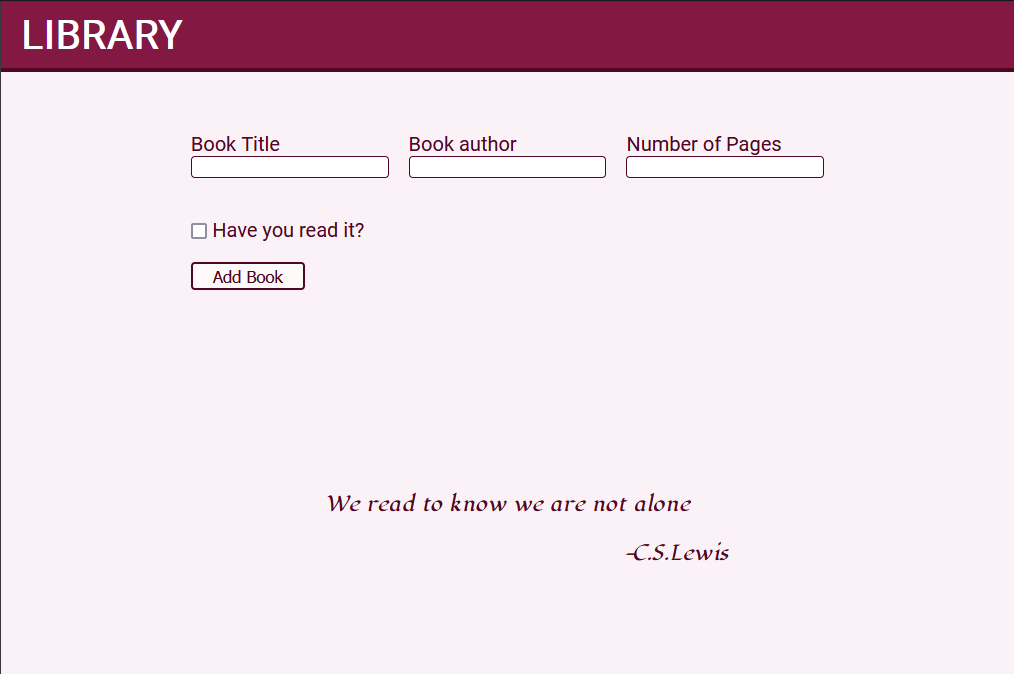 LIBRARY
Book Title Book author Number of Pages
Have you read it?
Add Book
We read to know we are not alone
-C.S.Lewis